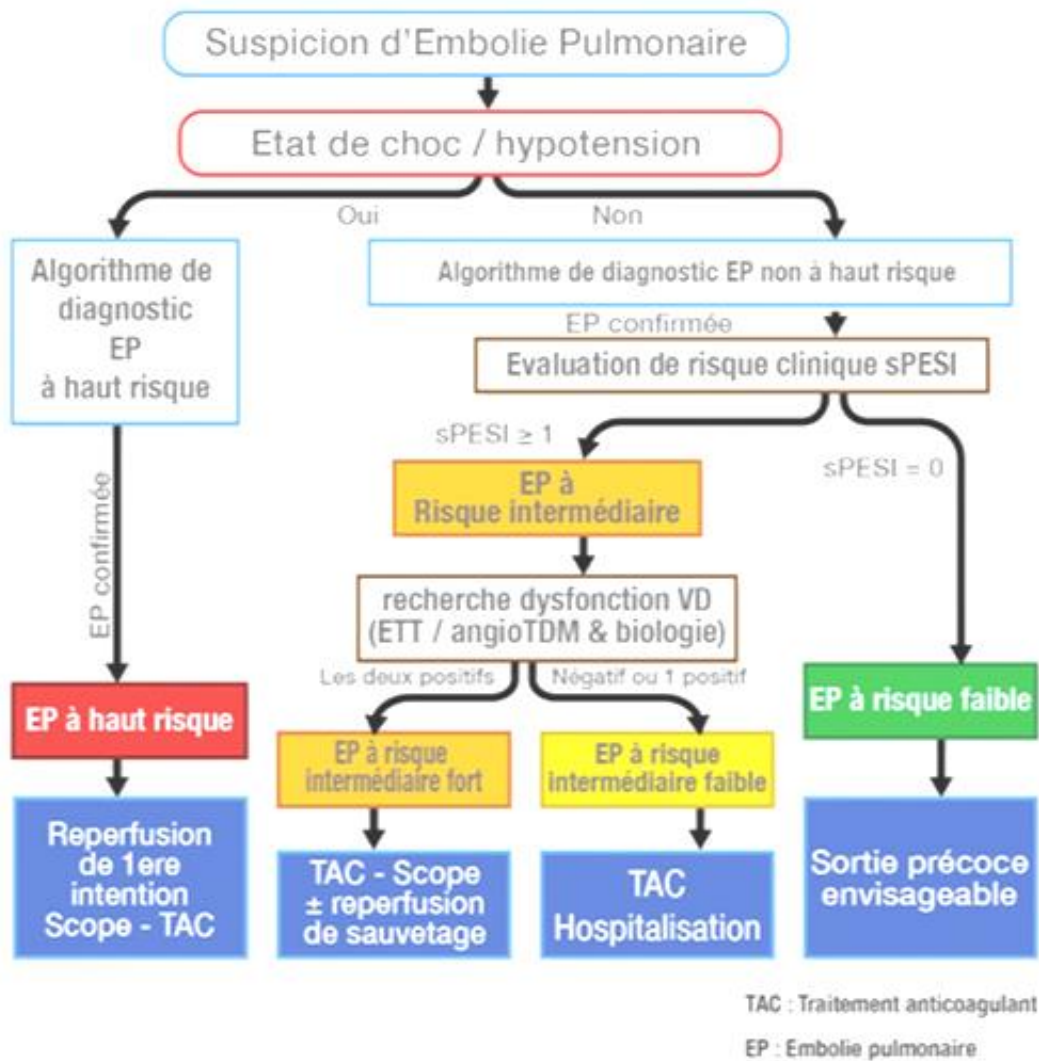 Suspicion d'Embolie Pulmonaire
Etat de choc / hypotension
Oui
Non
Algorithme de
diagnostic
EP
à haut risque
Algorithme de diagnostic EP non à haut risque
EP confirmée
Evaluation de risque clinique sPESI
sPESI ≥ 1
sPESI = 0
EP à
Risque intermédiaire
EP confirmée
recherche dysfonction VD
(ETT / angioTDM & biologie)
Les deux positifs
Négatif ou 1 positif
EP à haut risque
EP à risque
intermédiaire fort
EP à risque
intermédiaire faible
EP à risque faible
Reperfusion
de 1ere
intention
Scope - TAC
TAC - Scope
± reperfusion
de sauvetage
TAC
Hospitalisation
Sortie précoce
envisageable
TAC : Traitement anticoagulant
EP : Embolie pulmonaire